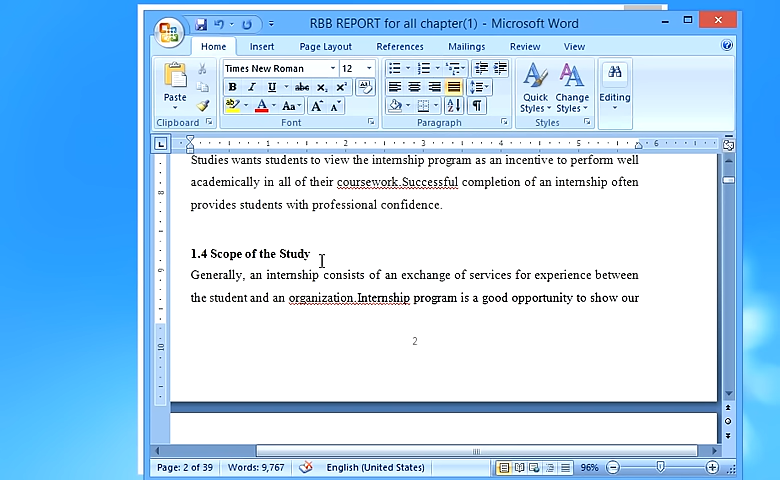 RBB REPORT for all chapter(1) - Microsoft Word
Home Insert Page Layout References Mailings Review View
Times New Roman 12
Paste
Quick Styles
Change Styles
Editing
Clipboard Font Paragraph Styles
Studies wants students to view the internship program as an incentive to perform well
academically in all of their coursework.Successful completion of an internship often
provides students with professional confidence.
1.4 Scope of the Study
Generally, an internship consists of an exchange of services for experience between
the student and an organization.Internship program is a good opportunity to show our
2
Page: 2 of 39 Words: 9,767 English (United States) 96%